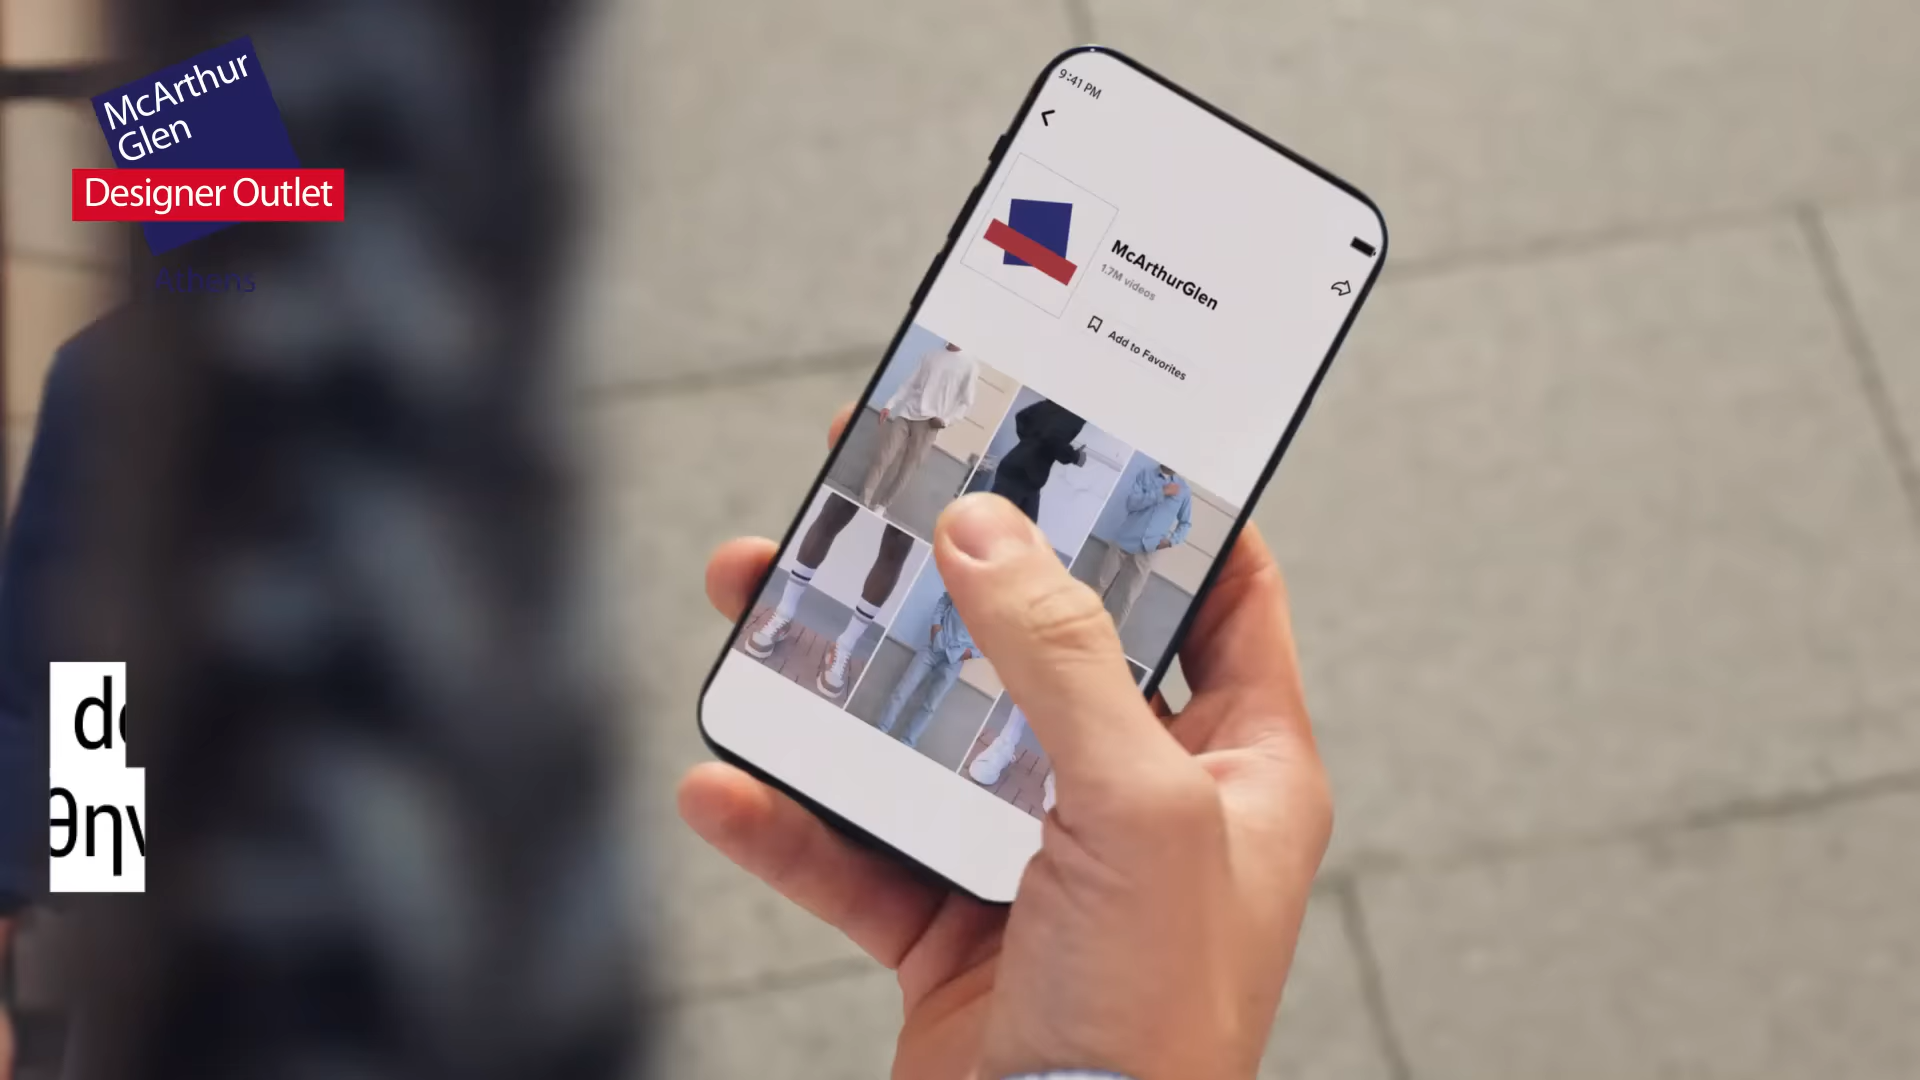 McArthur
Glen
Designer Outlet
Athens
9:41 PM
McArthurGlen
1.7M videos
Add to Favorites
θην